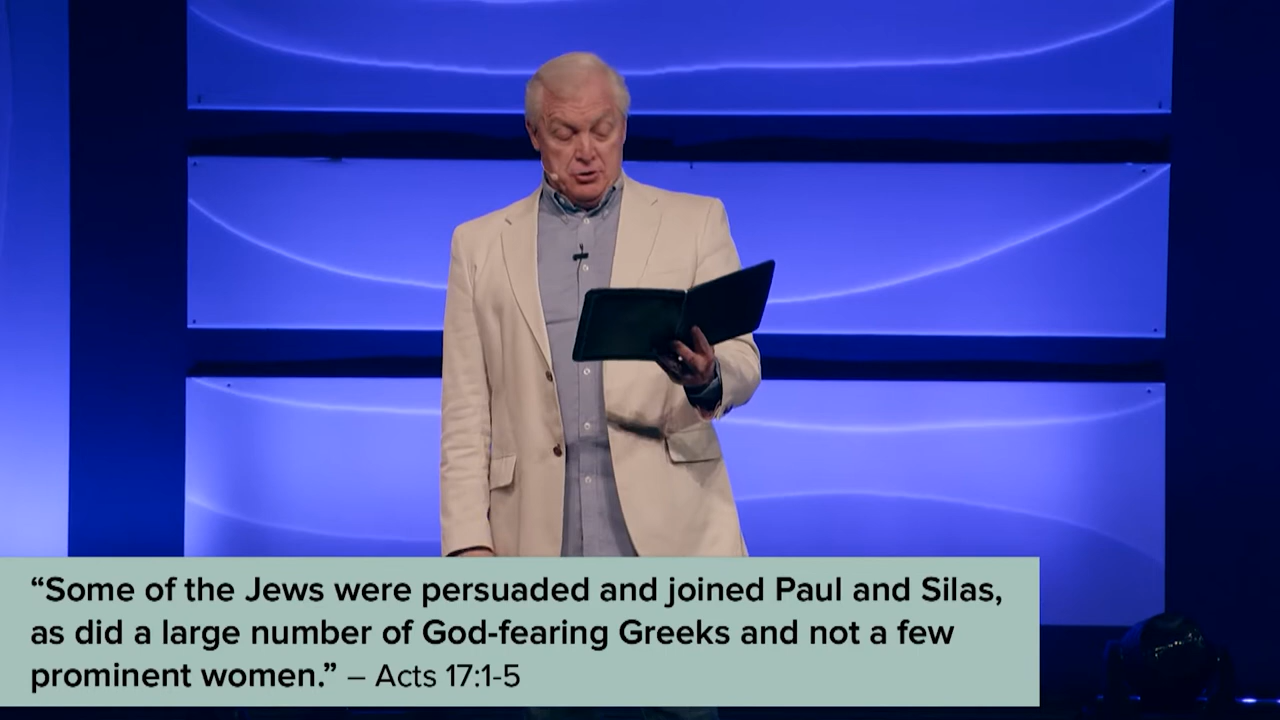 “Some of the Jews were persuaded and joined Paul and Silas,
as did a large number of God-fearing Greeks and not a few
prominent women.” – Acts 17:1-5